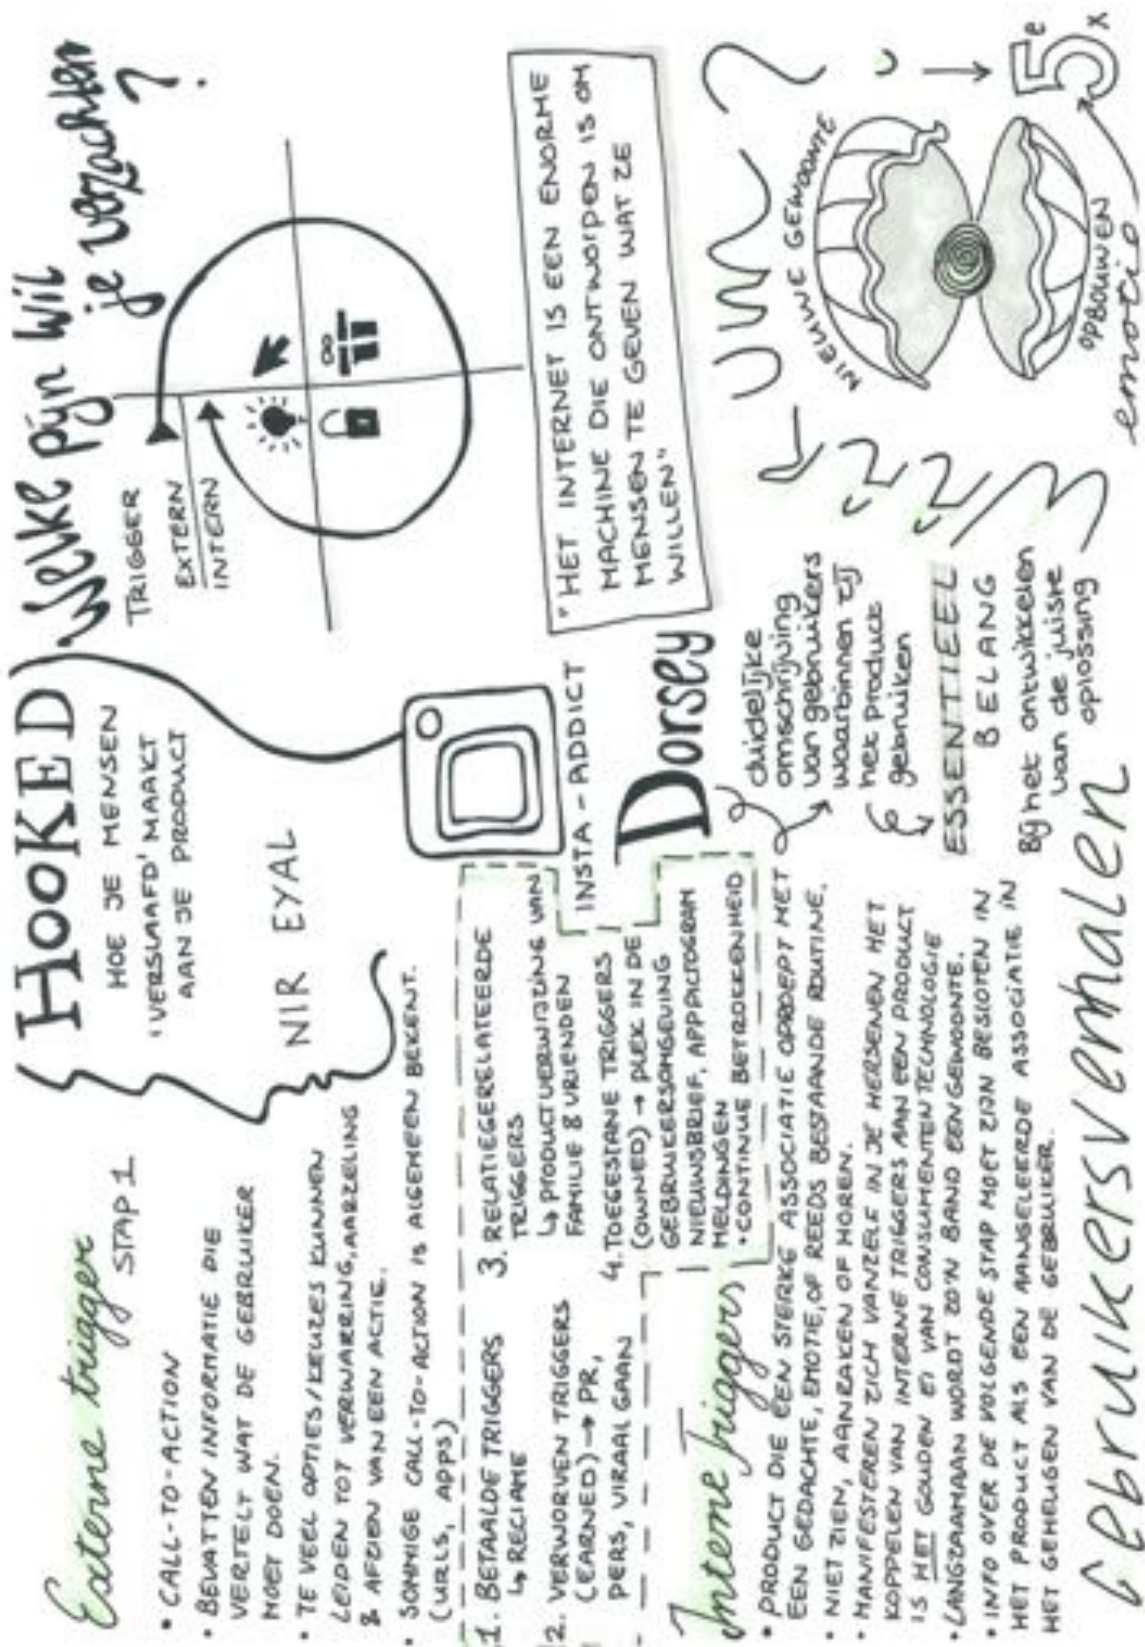 Externe trigger
STAP 1
• CALL-TO-ACTION
• BEVATTEN INFORMATIE DIE
VERTELT WAT DE GEBRUIKER
MOET DOEN.
• TE VEEL OPTIES/KEUZES KUNNEN
LEIDEN TOT VERWARRING, AARZELING
& AFZIEN VAN EEN ACTIE.
• SOMMIGE CALL-TO-ACTION IS ALGEMEEN BEKENT.
(URLS, APPS)
HOOKED
HOE JE MENSEN
'VERSLAAFD' MAAKT
AAN JE PRODUCT
NIR EYAL
Welke pijn wil
je verzachten
?
TRIGGER
EXTERN
INTERN
1. BETAALDE TRIGGERS
↳ RECLAME
2. VERWORVEN TRIGGERS
(EARNED) → PR,
PERS, VIRAAL GAAN
3. RELATIEGERELATEERDE
TRIGGERS
↳ PRODUCTVERWIJZING VAN
FAMILIE & VRIENDEN
4. TOEGESTANE TRIGGERS
(OWNED) → PLEK IN DE
GEBRUIKERSOMGEVING
NIEUWSBRIEF, APPPICTOGRAM
MELDINGEN
• CONTINUE BETROKKENHEID
INSTA-ADDICT
"HET INTERNET IS EEN ENORME
MACHINE DIE ONTWORPEN IS OM
MENSEN TE GEVEN WAT ZE
WILLEN"
Interne Triggers
• PRODUCT DIE EEN STERKE ASSOCIATIE OPROEPT MET
EEN GEDACHTE, EMOTIE, OF REEDS BESTAANDE ROUTINE.
• NIET ZIEN, AANRAKEN OF HOREN.
• MANIFESTEREN ZICH VANZELF IN JE HERSENEN HET
KOPPELEN VAN INTERNE TRIGGERS AAN EEN PRODUCT
IS HET GOUDEN EI VAN CONSUMENTENTECHNOLOGIE
• LANGZAAMAAN WORDT ZO'N BAND EEN GEWOONTE.
• INFO OVER DE VOLGENDE STAP MOET ZIJN BESLOTEN IN
HET PRODUCT ALS EEN AANGELEERDE ASSOCIATIE IN
HET GEHEUGEN VAN DE GEBRUIKER.
Dorsey
duidelijke
omschrijving
van gebruikers
waarbinnen zij
het product
gebruiken
ESSENTIEEL
BELANG
Bij het ontwikkelen
van de juiste
oplossing
Gebruikersverhalen
NIEUWE GEWOONTE
OPBOUWEN
emotie
5e
5x